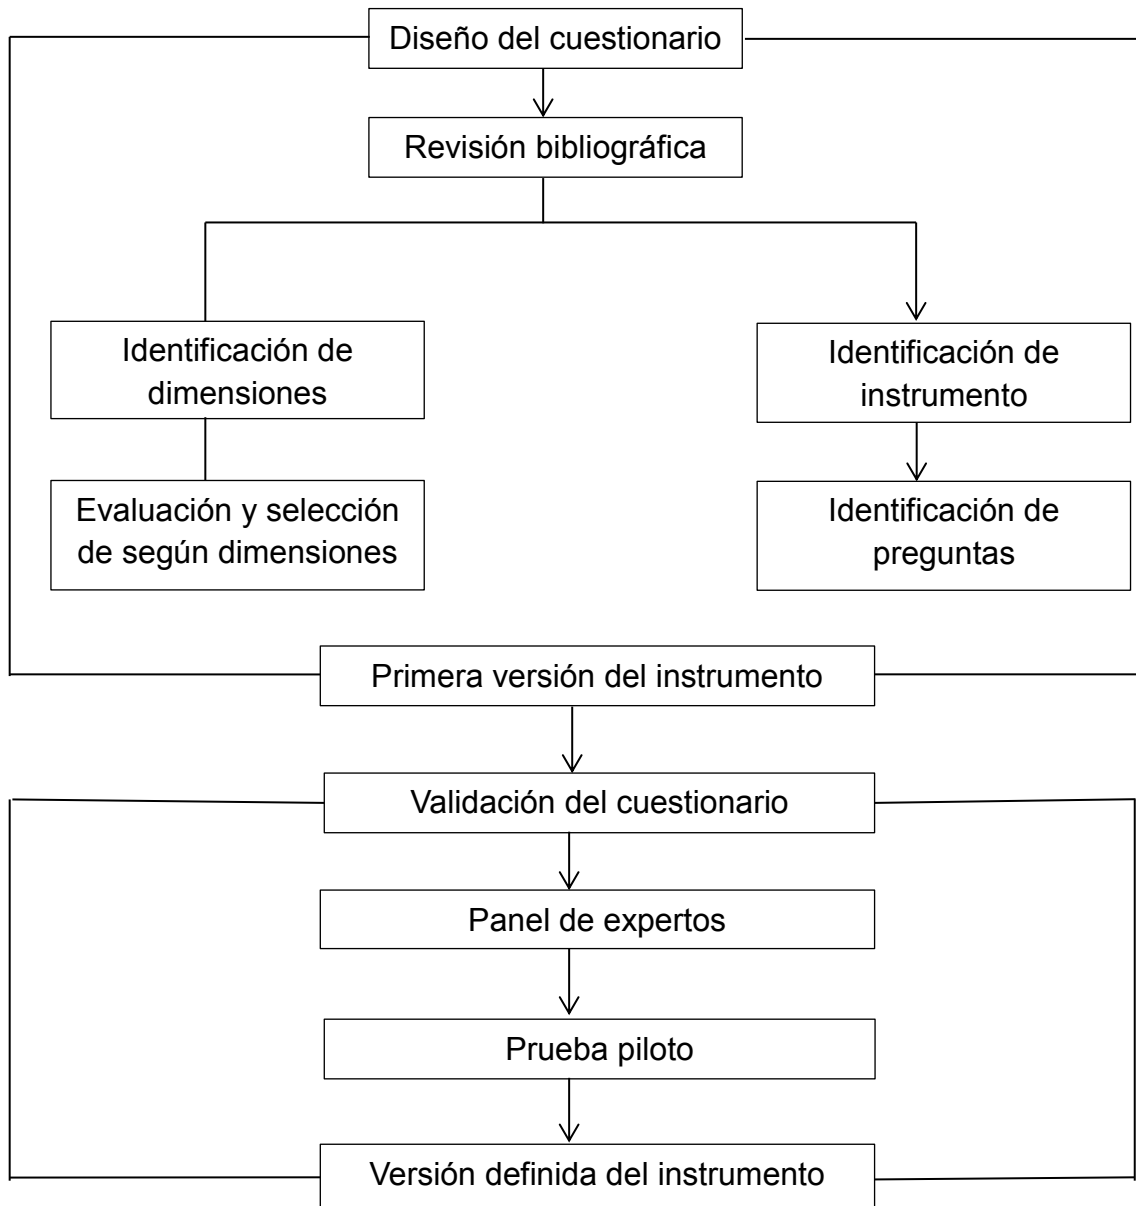 Diseño del cuestionario
Revisión bibliográfica
Identificación de
dimensiones
Identificación de
instrumento
Evaluación y selección
de según dimensiones
Identificación de
preguntas
Primera versión del instrumento
Validación del cuestionario
Panel de expertos
Prueba piloto
Versión definida del instrumento